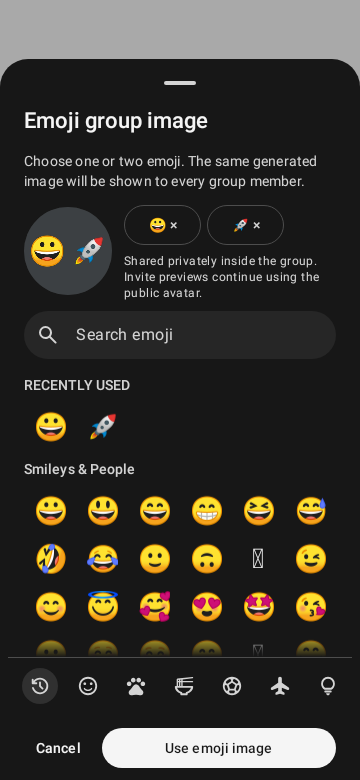 Emoji group image
Choose one or two emoji. The same generated
image will be shown to every group member.
😀 × 🚀 ×
Shared privately inside the group.
Invite previews continue using the
public avatar.
Search emoji
RECENTLY USED
Smileys & People
Cancel
Use emoji image